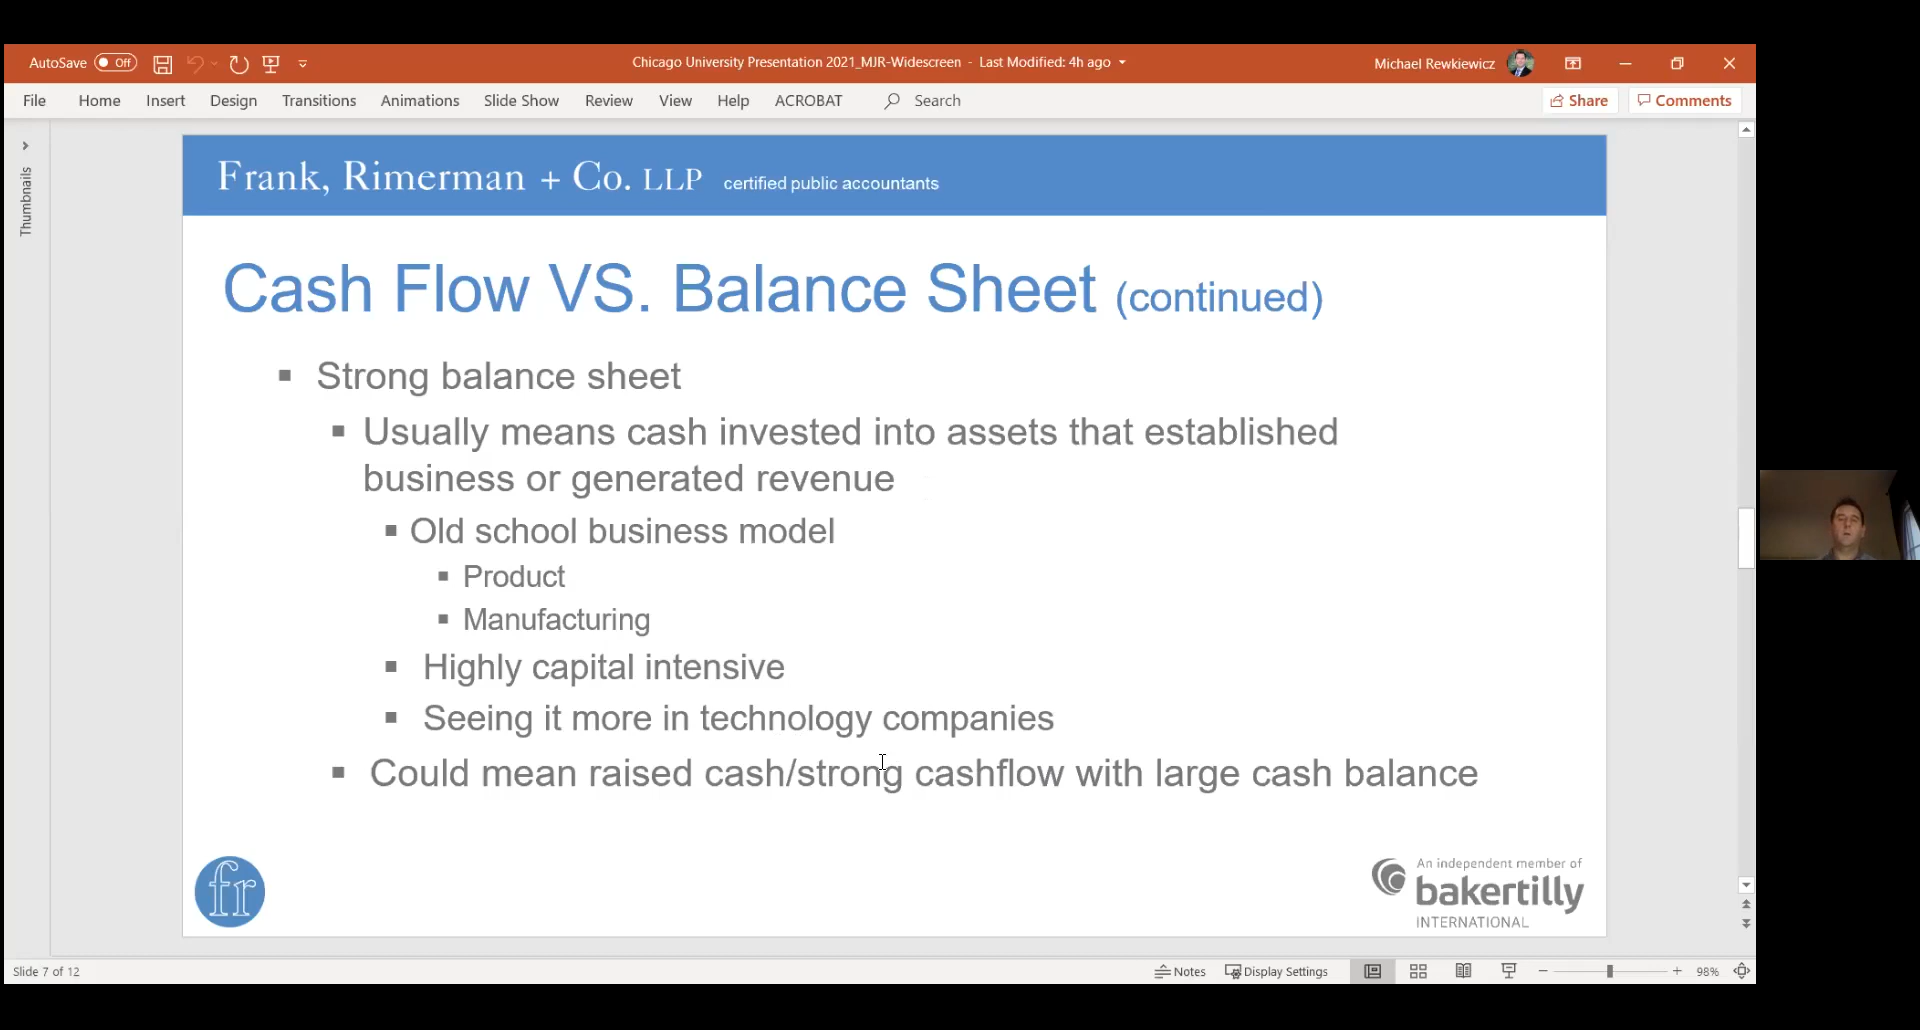 AutoSave Off
Chicago University Presentation 2021_MJR-Widescreen - Last Modified: 4h ago
Michael Rewkiewicz
File Home Insert Design Transitions Animations Slide Show Review View Help ACROBAT Search Share Comments
Thumbnails
Frank, Rimerman + Co. LLP certified public accountants
Cash Flow VS. Balance Sheet (continued)
Strong balance sheet
Usually means cash invested into assets that established
business or generated revenue
Old school business model
Product
Manufacturing
Highly capital intensive
Seeing it more in technology companies
Could mean raised cash/strong cashflow with large cash balance
fr
An independent member of
bakertilly
INTERNATIONAL
Slide 7 of 12
Notes Display Settings 98%